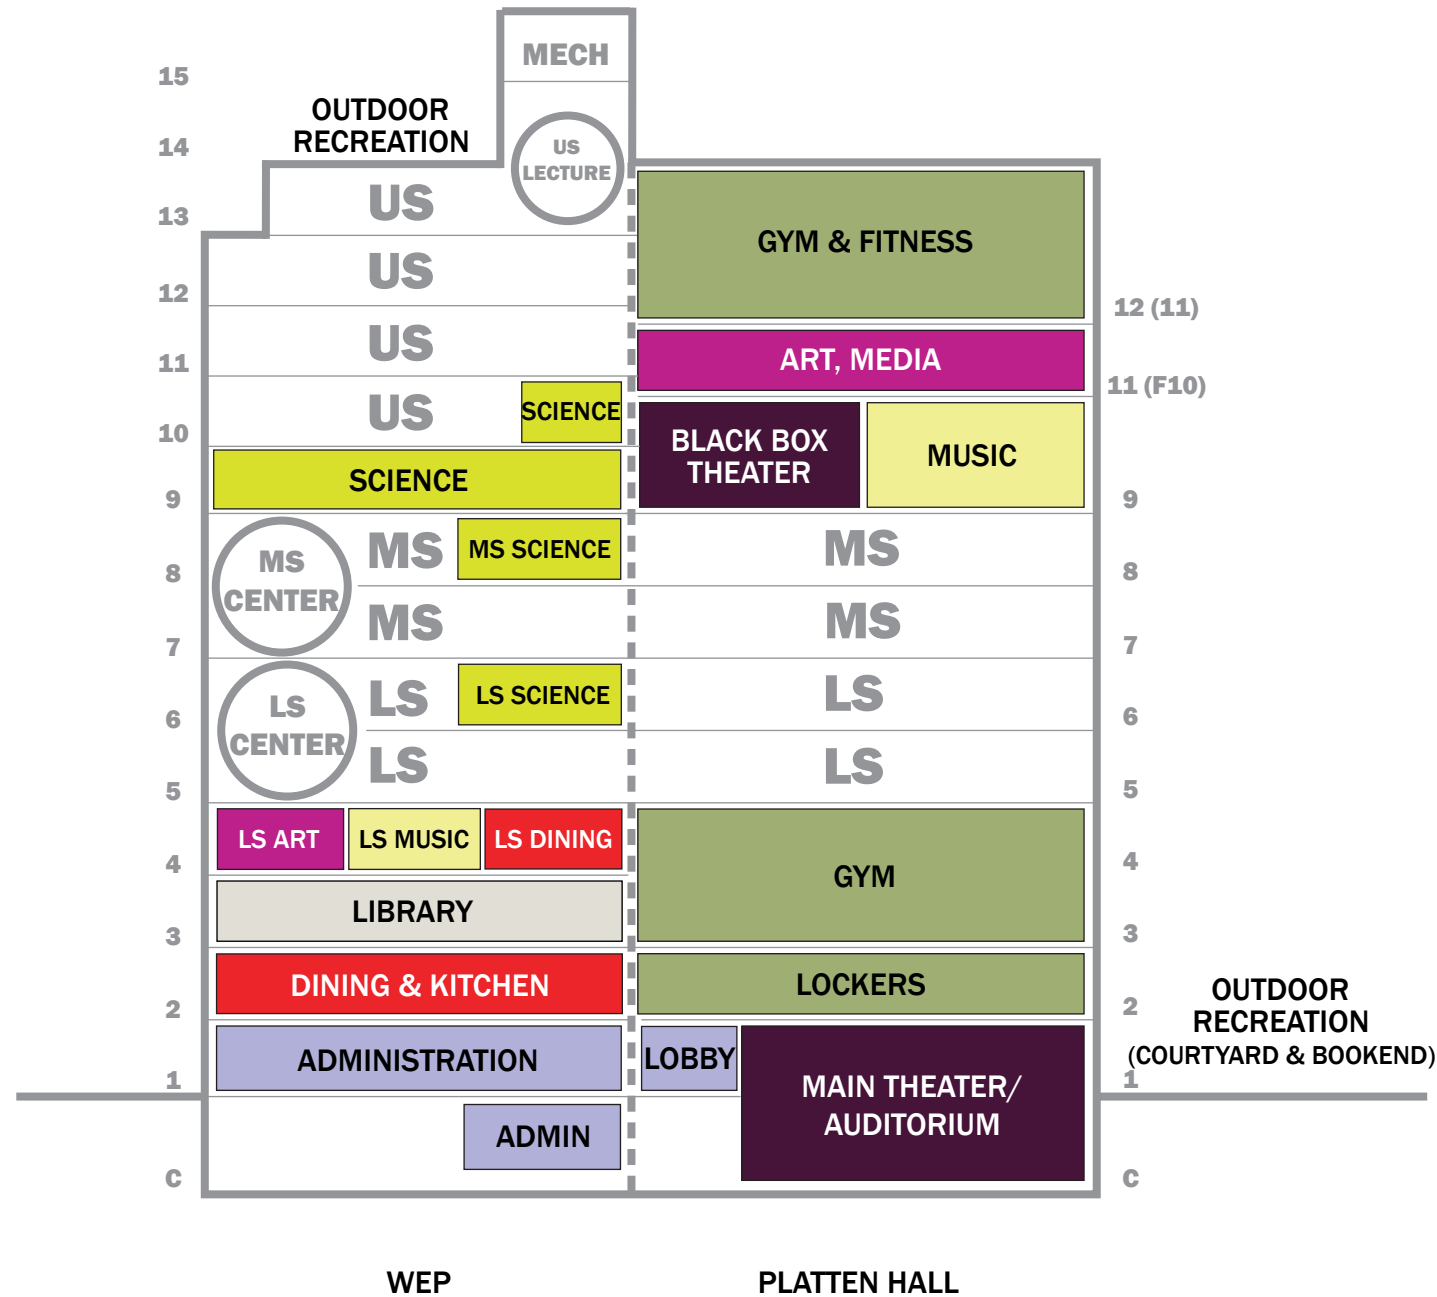 MECH
15
OUTDOOR
RECREATION
14
US
LECTURE
US
13
GYM & FITNESS
US
12
12 (11)
US
11
ART, MEDIA
11 (F10)
US
SCIENCE
10
BLACK BOX
THEATER
MUSIC
SCIENCE
9
9
MS
CENTER
MS
MS SCIENCE
MS
8
8
MS
MS
7
7
LS
CENTER
LS
LS SCIENCE
LS
6
6
LS
LS
5
5
LS ART
LS MUSIC
LS DINING
4
GYM
4
LIBRARY
3
3
DINING & KITCHEN
LOCKERS
2
2
OUTDOOR
RECREATION
(COURTYARD & BOOKEND)
ADMINISTRATION
LOBBY
1
1
MAIN THEATER/
AUDITORIUM
ADMIN
C
C
WEP
PLATTEN HALL